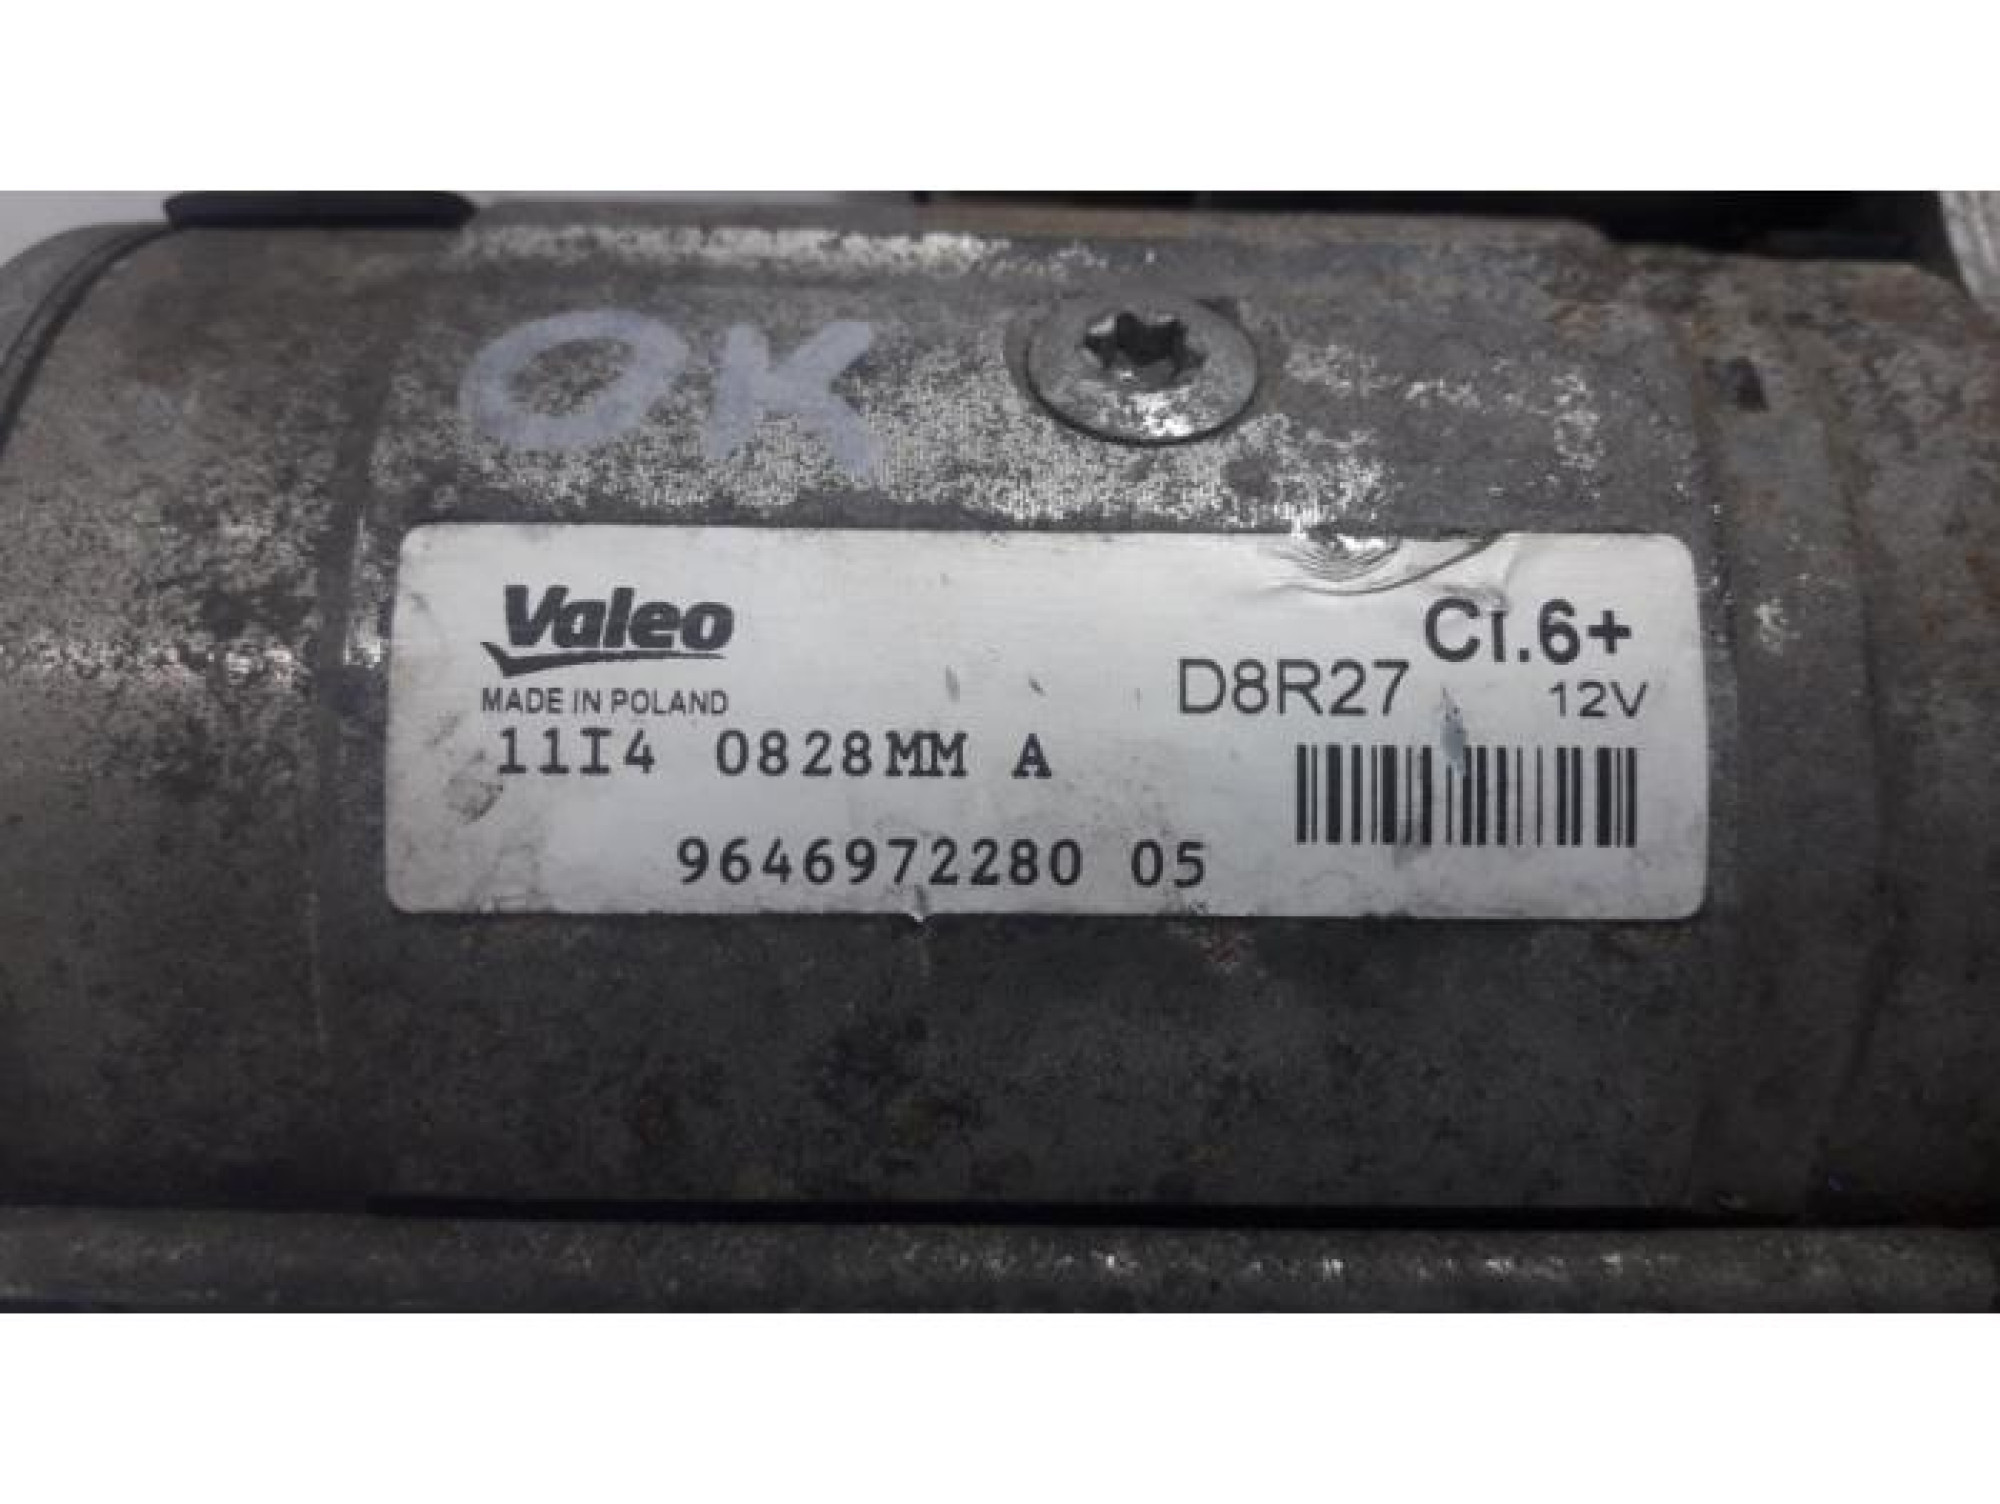 OK
Valeo
Cl.6+
MADE IN POLAND
D8R27
12V
11I4 0828MM A
9646972280 05